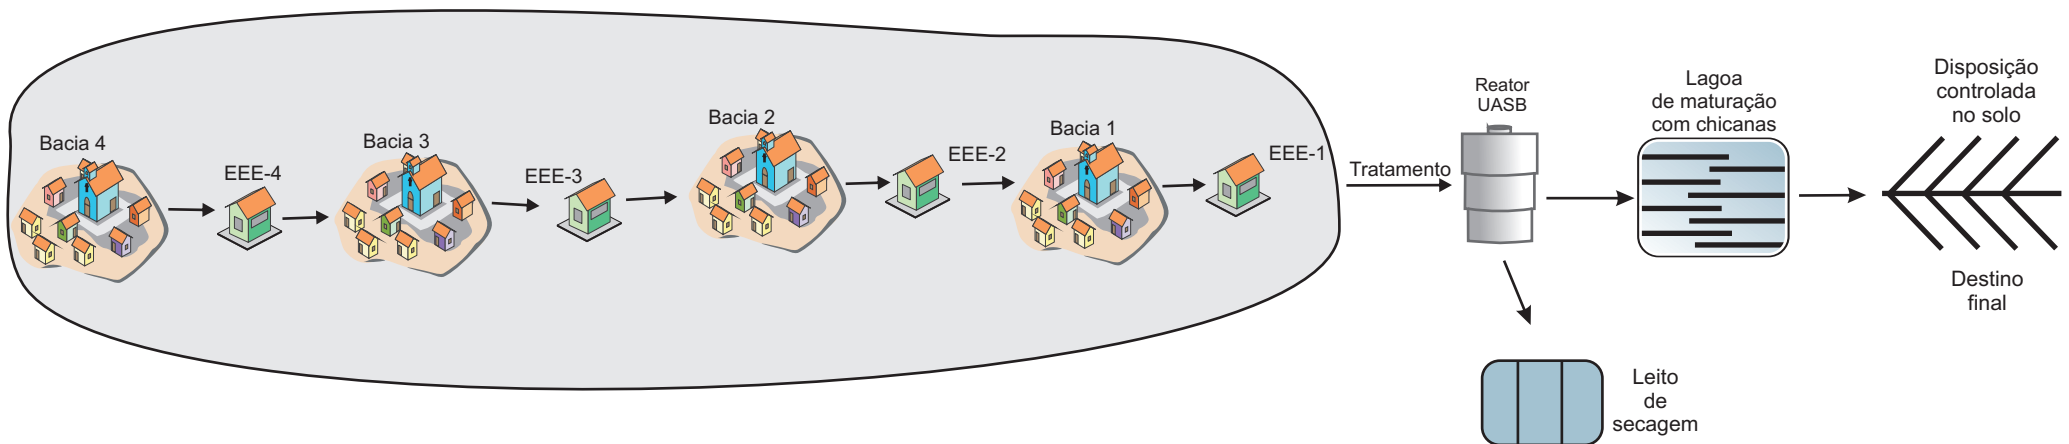 Bacia 4
EEE-4
Bacia 3
EEE-3
Bacia 2
EEE-2
Bacia 1
EEE-1
Tratamento
Reator
UASB
Lagoa
de maturação
com chicanas
Disposição
controlada
no solo
Destino
final
Leito
de
secagem